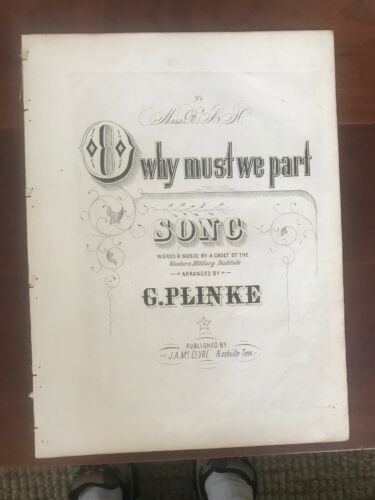 To
Miss R. A. H.
O why must we part
SONG
WORDS & MUSIC BY A CADET OF THE
Western Military Institute
ARRANGED BY
G. PLINKE
PUBLISHED BY
J.A. McCLURE Nashville Tenn.